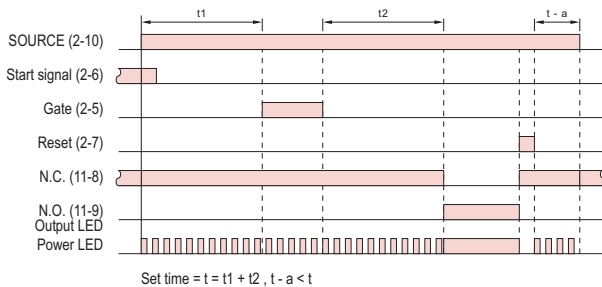 t1 t2 t - a
SOURCE (2-10)
Start signal (2-6)
Gate (2-5)
Reset (2-7)
N.C. (11-8)
N.O. (11-9)
Output LED
Power LED
Set time = t = t1 + t2 , t - a < t